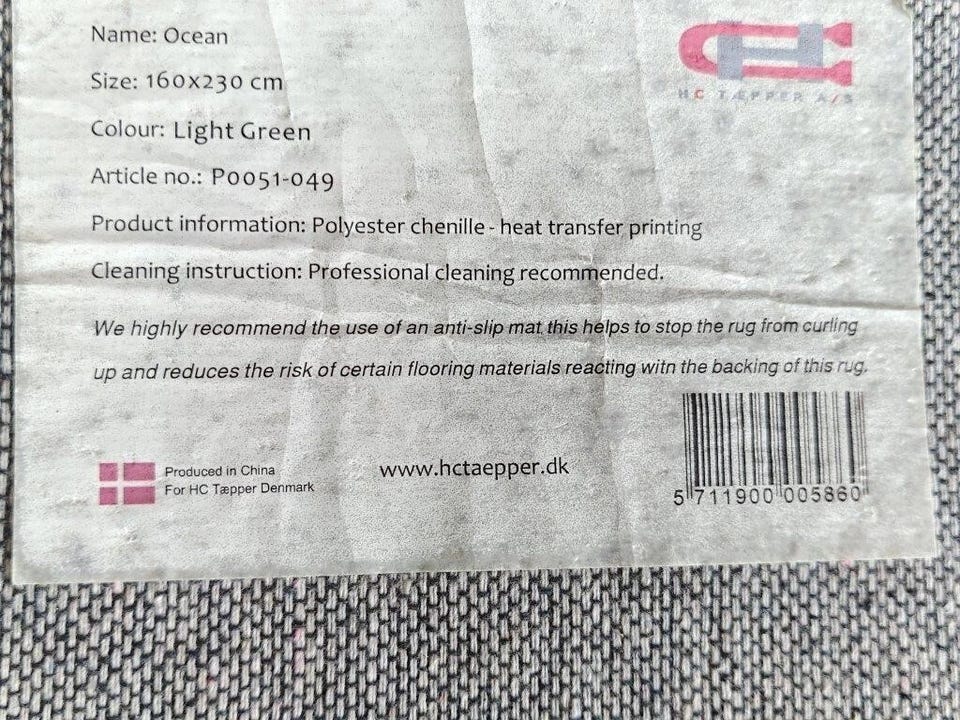 Name: Ocean
HC TÆPPER A/S
Size: 160x230 cm
Colour: Light Green
Article no.: P0051-049
Product information: Polyester chenille - heat transfer printing
Cleaning instruction: Professional cleaning recommended.
We highly recommend the use of an anti-slip mat, this helps to stop the rug from curling
up and reduces the risk of certain flooring materials reacting with the backing of this rug.
Produced in China
For HC Tæpper Denmark
www.hctaepper.dk
5 711900 005860